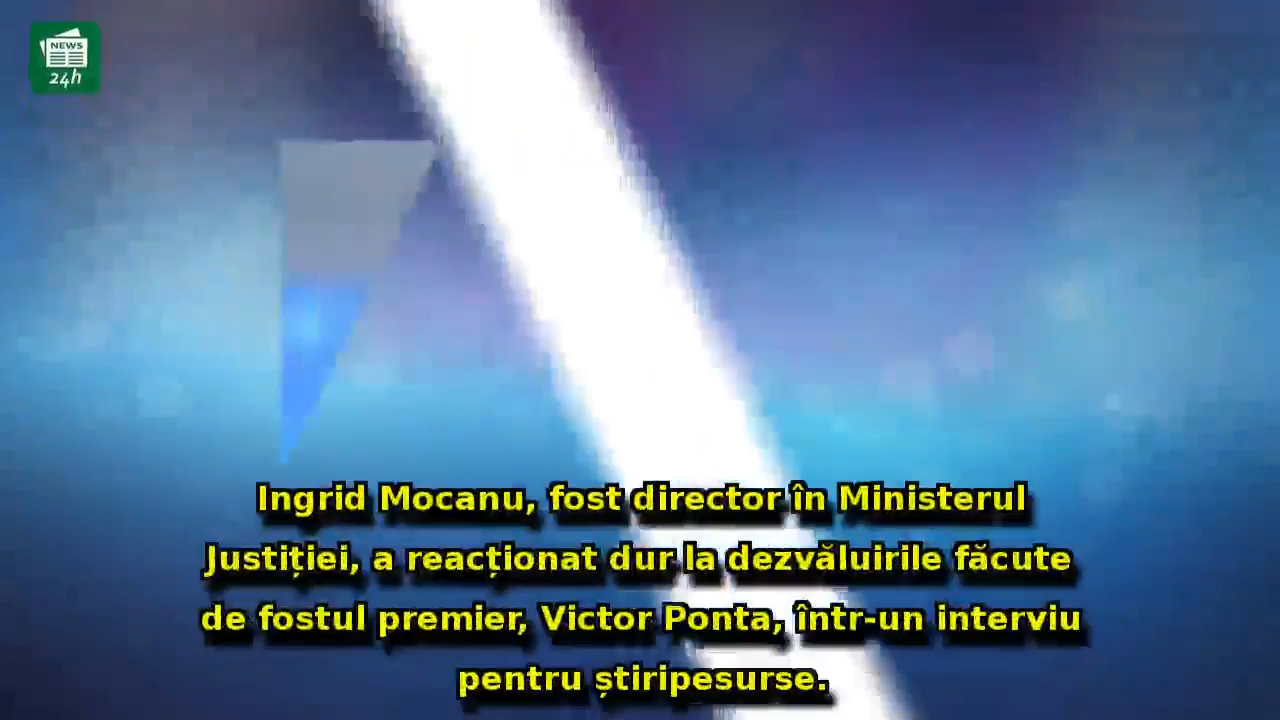 NEWS
24h
Ingrid Mocanu, fost director în Ministerul
Justiției, a reacționat dur la dezvăluirile făcute
de fostul premier, Victor Ponta, într-un interviu
pentru știripesurse.